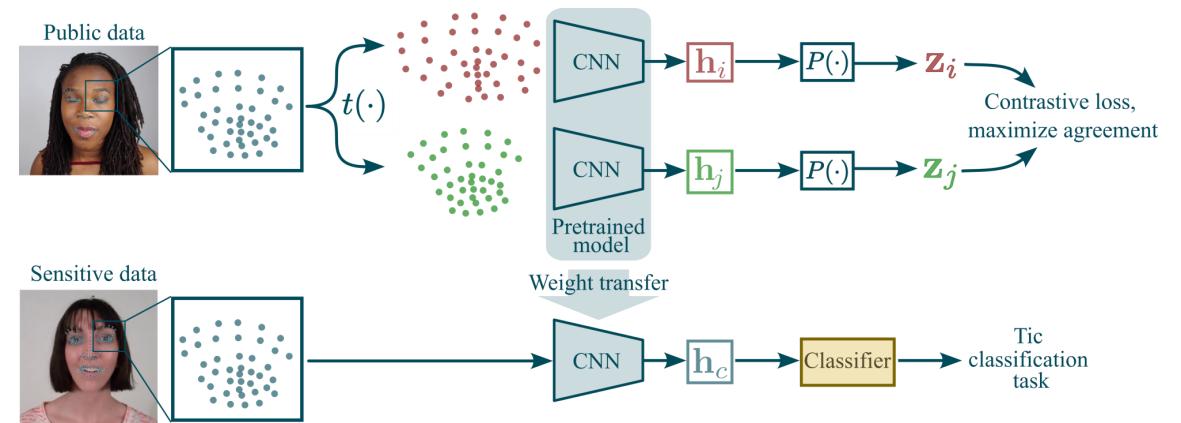 Public data
t(·)
CNN
h_i
P(·)
z_i
Contrastive loss,
maximize agreement
CNN
h_j
P(·)
z_j
Pretrained
model
Sensitive data
Weight transfer
CNN
h_c
Classifier
Tic
classification
task